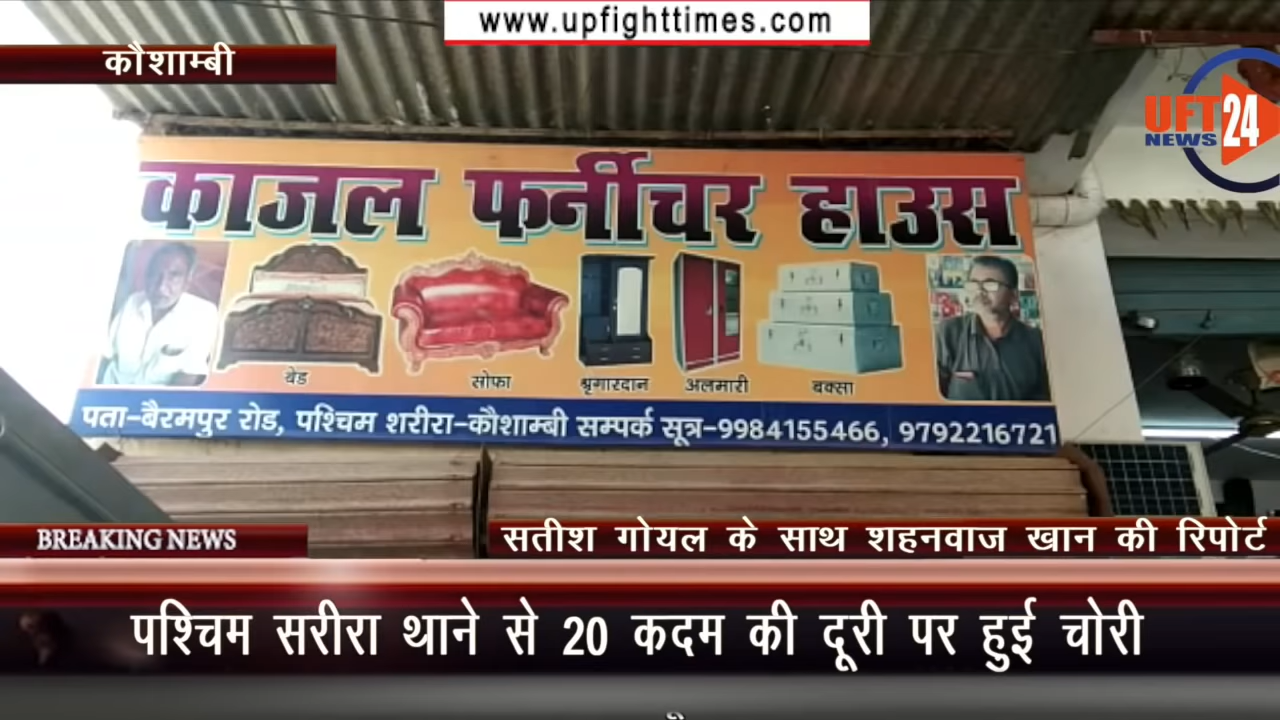 www.upfighttimes.com
कौशाम्बी
UFT 24
NEWS
काजल फर्नीचर हाउस
बेड सोफा श्रृगारदान अलमारी बक्सा
पता-बैरमपुर रोड, पश्चिम शरीरा-कौशाम्बी सम्पर्क सूत्र-9984155466, 9792216721
BREAKING NEWS
सतीश गोयल के साथ शहनवाज खान की रिपोर्ट
पश्चिम सरीरा थाने से 20 कदम की दूरी पर हुई चोरी